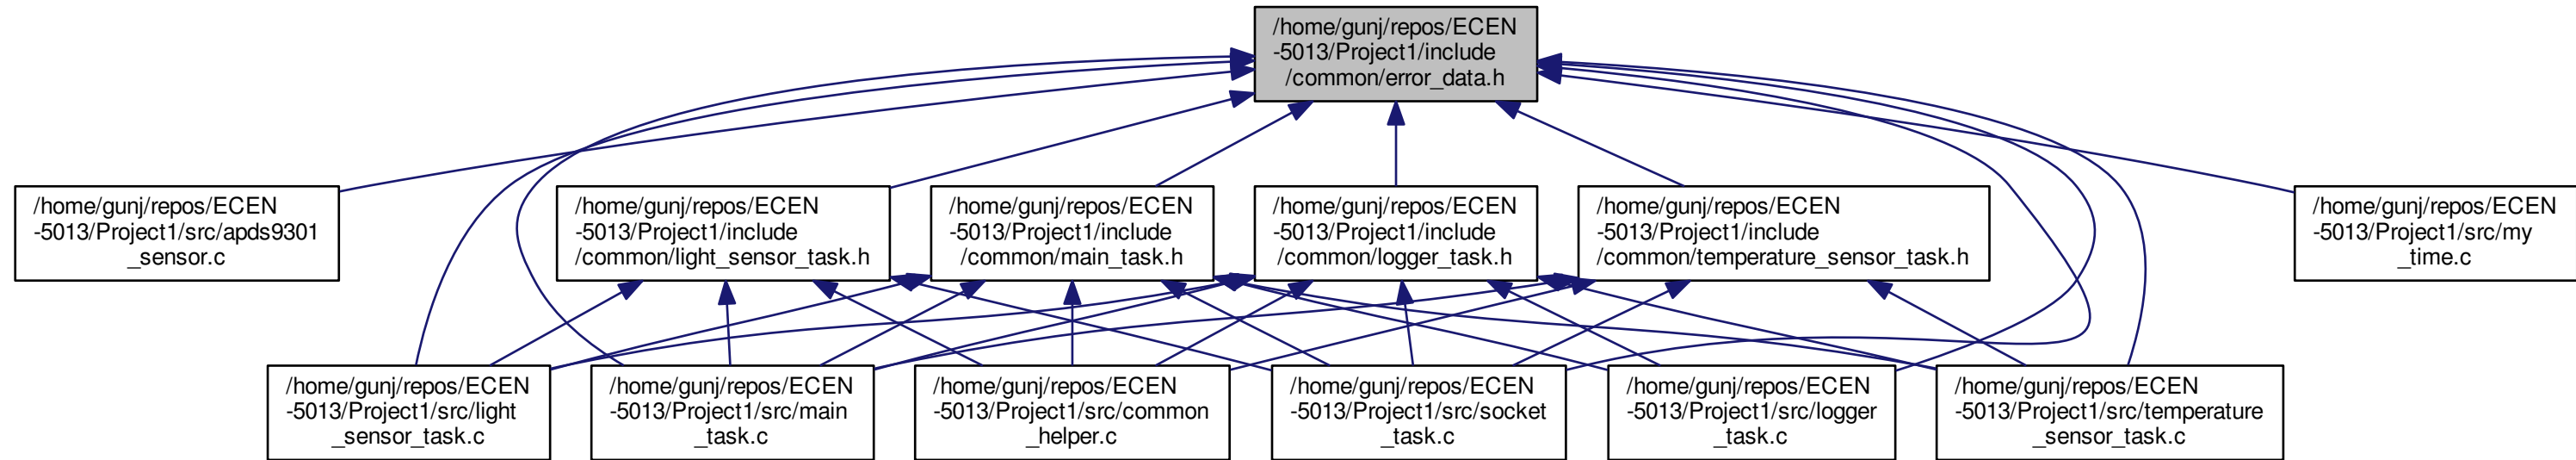 /home/gunj/repos/ECEN
-5013/Project1/include
/common/error_data.h
/home/gunj/repos/ECEN
-5013/Project1/src/apds9301
_sensor.c
/home/gunj/repos/ECEN
-5013/Project1/include
/common/light_sensor_task.h
/home/gunj/repos/ECEN
-5013/Project1/include
/common/main_task.h
/home/gunj/repos/ECEN
-5013/Project1/include
/common/logger_task.h
/home/gunj/repos/ECEN
-5013/Project1/include
/common/temperature_sensor_task.h
/home/gunj/repos/ECEN
-5013/Project1/src/my
_time.c
/home/gunj/repos/ECEN
-5013/Project1/src/light
_sensor_task.c
/home/gunj/repos/ECEN
-5013/Project1/src/main
_task.c
/home/gunj/repos/ECEN
-5013/Project1/src/common
_helper.c
/home/gunj/repos/ECEN
-5013/Project1/src/socket
_task.c
/home/gunj/repos/ECEN
-5013/Project1/src/logger
_task.c
/home/gunj/repos/ECEN
-5013/Project1/src/temperature
_sensor_task.c